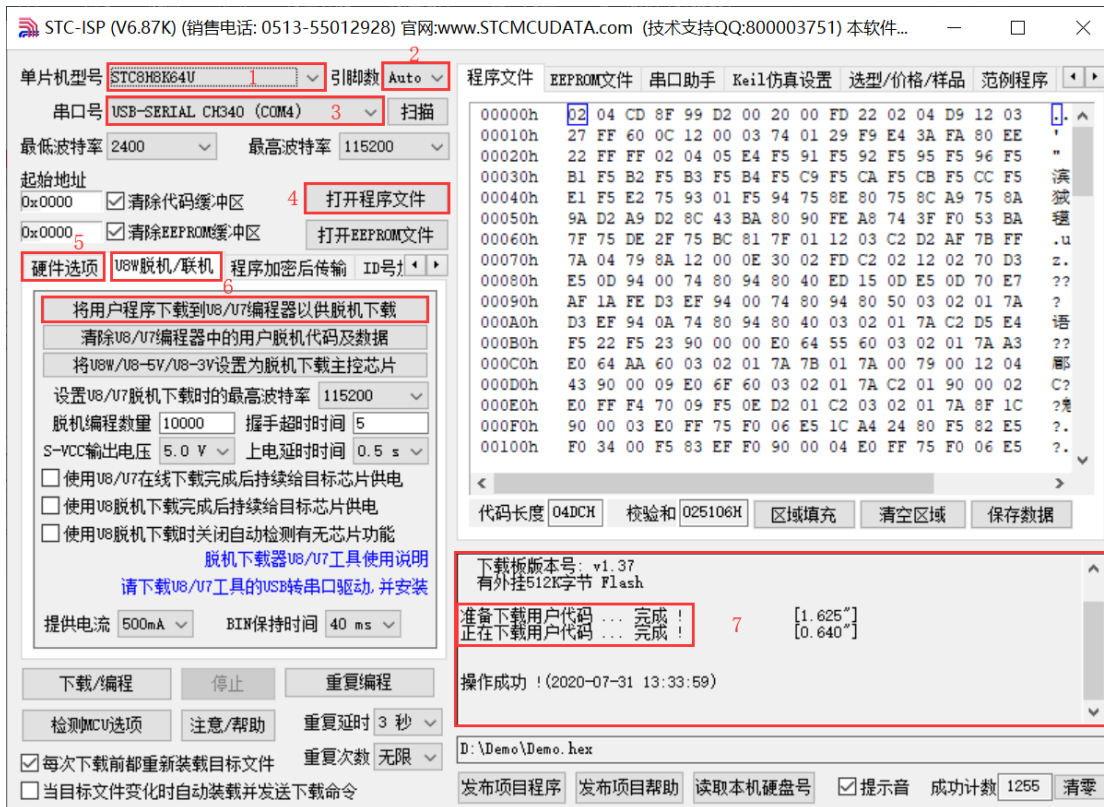 STC-ISP (V6.87K) (销售电话: 0513-55012928) 官网:www.STCMCUDATA.com (技术支持QQ:800003751) 本软件...
单片机型号 STC8H8K64U 1 引脚数 Auto 2
串口号 USB-SERIAL CH340 (COM4) 3 扫描
最低波特率 2400 最高波特率 115200
起始地址
0x0000 清除代码缓冲区 4 打开程序文件
0x0000 清除EEPROM缓冲区 打开EEPROM文件
5
硬件选项 U8W脱机/联机 程序加密后传输 ID号
6
将用户程序下载到U8/U7编程器以供脱机下载
清除U8/U7编程器中的用户脱机代码及数据
将U8W/U8-5V/U8-3V设置为脱机下载主控芯片
设置U8/U7脱机下载时的最高波特率 115200
脱机编程数量 10000 握手超时时间 5
S-VCC输出电压 5.0 V 上电延时时间 0.5 s
使用U8/U7在线下载完成后持续给目标芯片供电
使用U8脱机下载完成后持续给目标芯片供电
使用U8脱机下载时关闭自动检测有无芯片功能
脱机下载器U8/U7工具使用说明
请下载U8/U7工具的USB转串口驱动,并安装
提供电流 500mA BIN保持时间 40 ms
下载/编程 停止 重复编程
检测MCU选项 注意/帮助 重复延时 3 秒
重复次数 无限
每次下载前都重新装载目标文件
当目标文件变化时自动装载并发送下载命令
程序文件 EEPROM文件 串口助手 Keil仿真设置 选型/价格/样品 范例程序
00000h 02 04 CD 8F 99 D2 00 20 00 FD 22 02 04 D9 12 03 ..
00010h 27 FF 60 0C 12 00 03 74 01 29 F9 E4 3A FA 80 EE '
00020h 22 FF FF 02 04 05 E4 F5 91 F5 92 F5 95 F5 96 F5 "
00030h B1 F5 B2 F5 B3 F5 B4 F5 C9 F5 CA F5 CB F5 CC F5
00040h E1 F5 E2 75 93 01 F5 94 75 8E 80 75 8C A9 75 8A
00050h 9A D2 A9 D2 8C 43 BA 80 90 FE A8 74 3F F0 53 BA
00060h 7F 75 DE 2F 75 BC 81 7F 01 12 03 C2 D2 AF 7B FF .u
00070h 7A 04 79 8A 12 00 0E 30 02 FD C2 02 12 02 70 D3 z.
00080h E5 0D 94 00 74 80 94 80 40 ED 15 0D E5 0D 70 E7 ??
00090h AF 1A FE D3 EF 94 00 74 80 94 80 50 03 02 01 7A ?
000A0h D3 EF 94 0A 74 80 94 80 40 03 02 01 7A C2 D5 E4 语
000B0h F5 22 F5 23 90 00 00 E0 64 55 60 03 02 01 7A A3 ??
000C0h E0 64 AA 60 03 02 01 7A 7B 01 7A 00 79 00 12 04
000D0h 43 90 00 09 E0 6F 60 03 02 01 7A C2 01 90 00 02 C?
000E0h E0 FF F4 70 09 F5 0E D2 01 C2 03 02 01 7A 8F 1C
000F0h 90 00 03 E0 FF 75 F0 06 E5 1C A4 24 80 F5 82 E5 ?.
00100h F0 34 00 F5 83 EF F0 90 00 04 E0 FF 75 F0 06 E5 ?.
代码长度 04DCH 校验和 025106H 区域填充 清空区域 保存数据
下载板版本号: v1.37
有外挂512K字节 Flash
准备下载用户代码 ... 完成 ! [1.625"]
正在下载用户代码 ... 完成 ! [0.640"]
7
操作成功 !(2020-07-31 13:33:59)
D:\Demo\Demo.hex
发布项目程序 发布项目帮助 读取本机硬盘号 提示音 成功计数 1255 清零